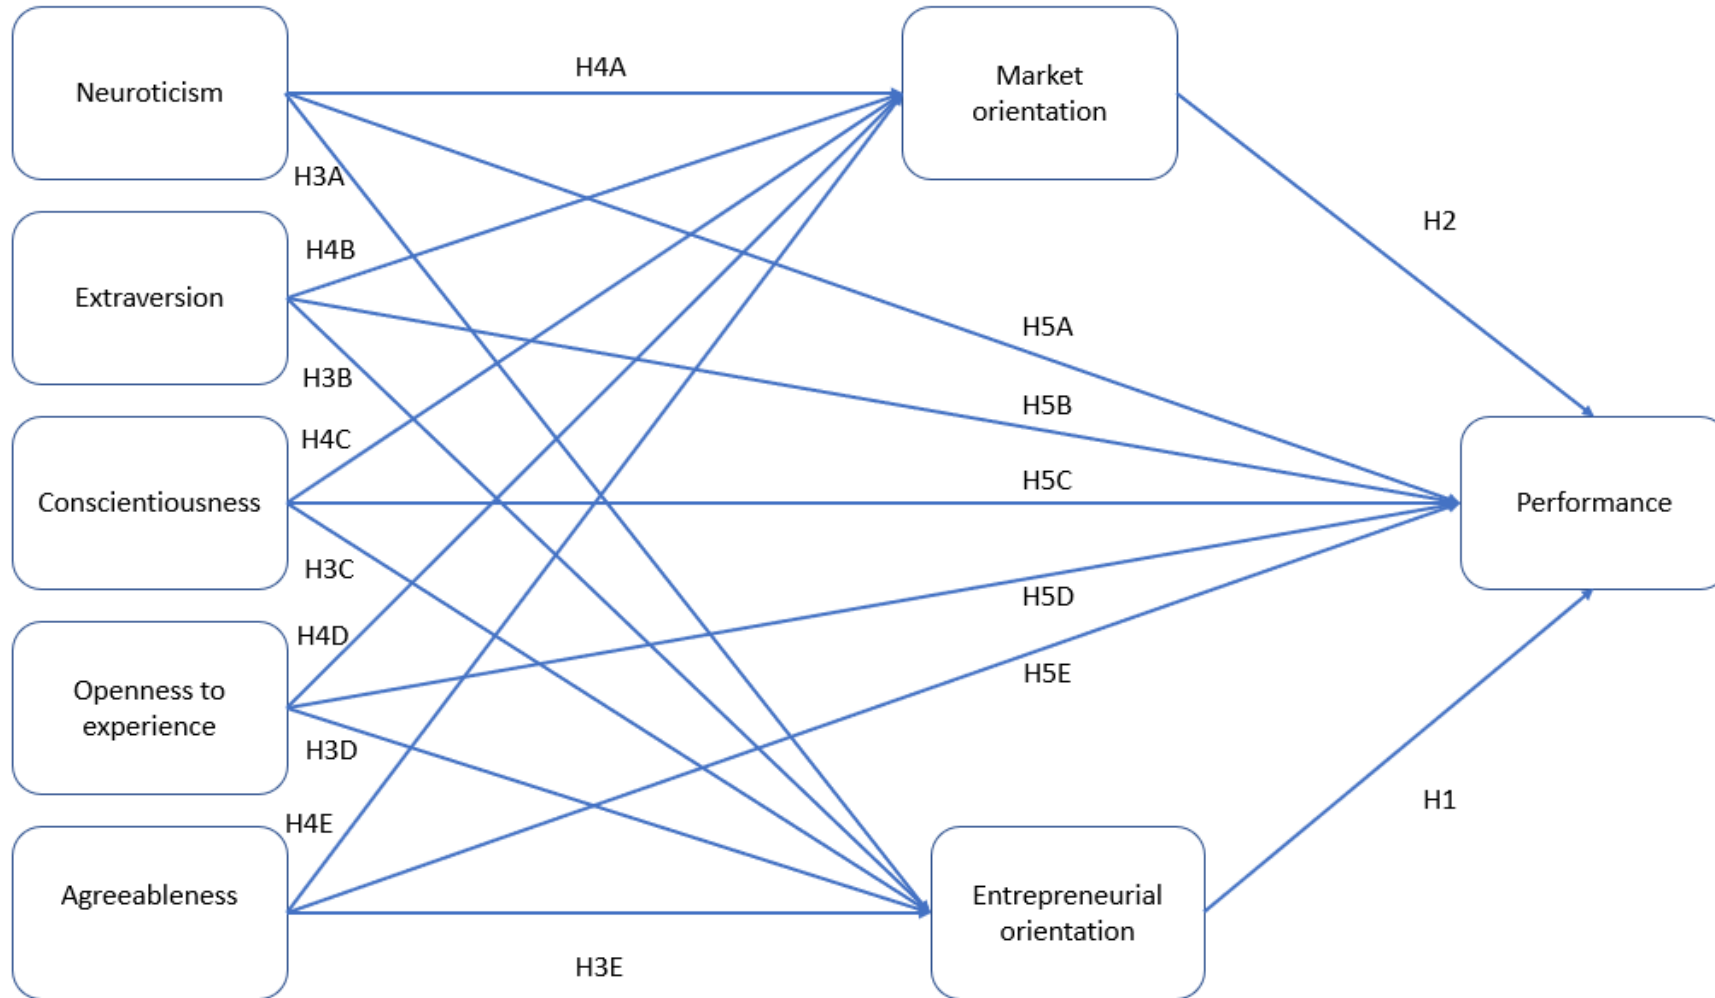 Neuroticism
H4A
Market
orientation
H3A
H4B
Extraversion
H2
H5A
H3B
H5B
H4C
H5C
Conscientiousness
Performance
H3C
H5D
H4D
H5E
Openness to
experience
H3D
H1
H4E
Agreeableness
Entrepreneurial
orientation
H3E